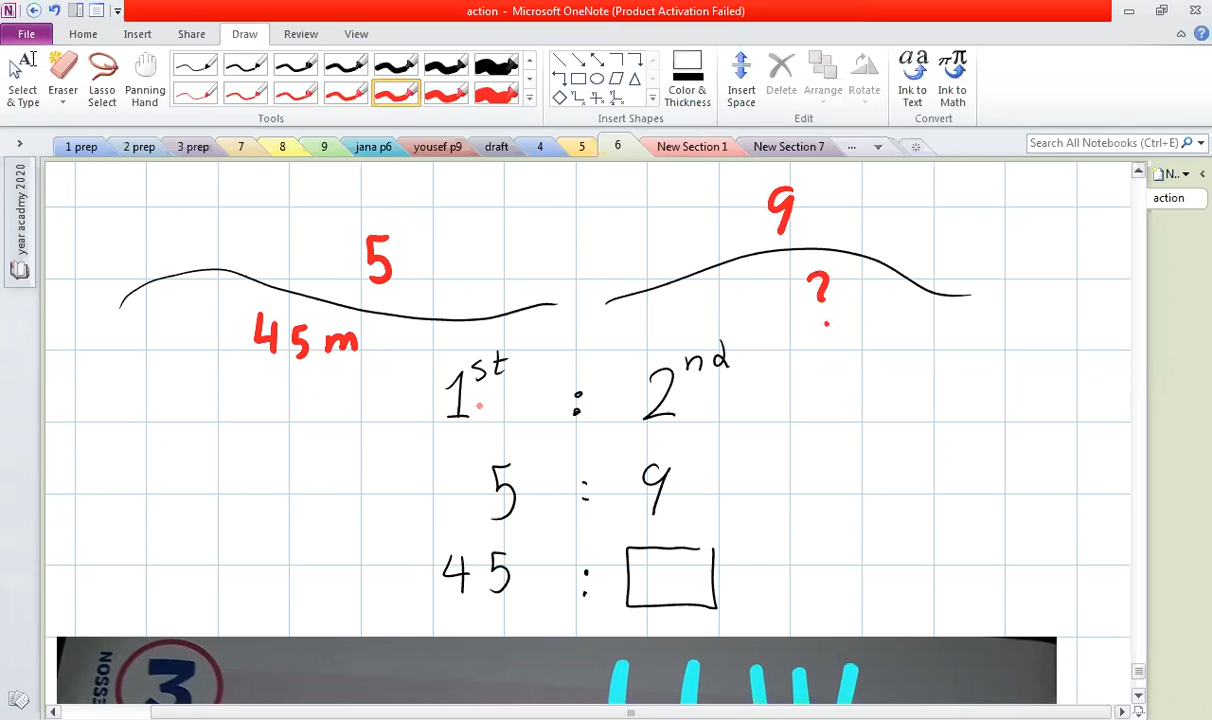 action - Microsoft OneNote (Product Activation Failed)
File Home Insert Share Draw Review View
Select & Type
Eraser
Lasso Select
Panning Hand
Color & Thickness
Insert Space
Delete
Arrange
Rotate
Ink to Text
Ink to Math
Tools
Insert Shapes
Edit
Convert
1 prep 2 prep 3 prep 7 8 9 jana p6 yousef p9 draft 4 5 6 New Section 1 New Section 7 ...
Search All Notebooks (Ctrl+E)
N..
action
year acadmy 2020
9
5
?
45 m
1st : 2nd
5 : 9
45 :
M